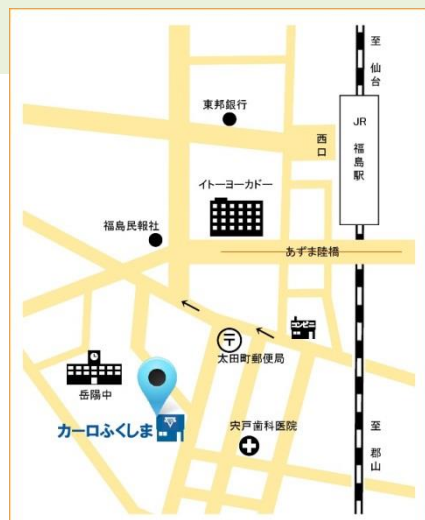 至
仙
台
東邦銀行
JR
福
島
駅
西
口
イトーヨーカドー
福島民報社
あずま陸橋
コンビニ
〒
太田町郵便局
岳陽中
カーロふくしま
宍戸歯科医院
至
郡
山